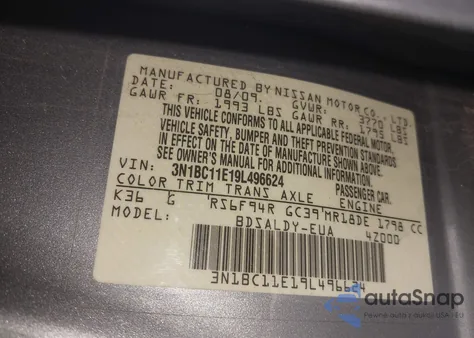 MANUFACTURED BY NISSAN MOTOR CO., LTD.
DATE: 08/09. GVWR: 3770 LBS
GAWR FR: 1993 LBS GAWR RR: 1793 LBS
THIS VEHICLE CONFORMS TO ALL APPLICABLE FEDERAL MOTOR
VEHICLE SAFETY, BUMPER AND THEFT PREVENTION STANDARDS
IN EFFECT ON THE DATE OF MANUFACTURE SHOWN ABOVE.
SEE OWNER'S MANUAL FOR ADDITIONAL INFORMATION
VIN: 3N1BC11E19L496624 PASSENGER CAR.
COLOR TRIM TRANS AXLE ENGINE
K36 G RS6F94R GC39 MR18DE 1798 CC
MODEL: BDSALDY-EUA 42000
3N1BC11E19L496624
autoSnap